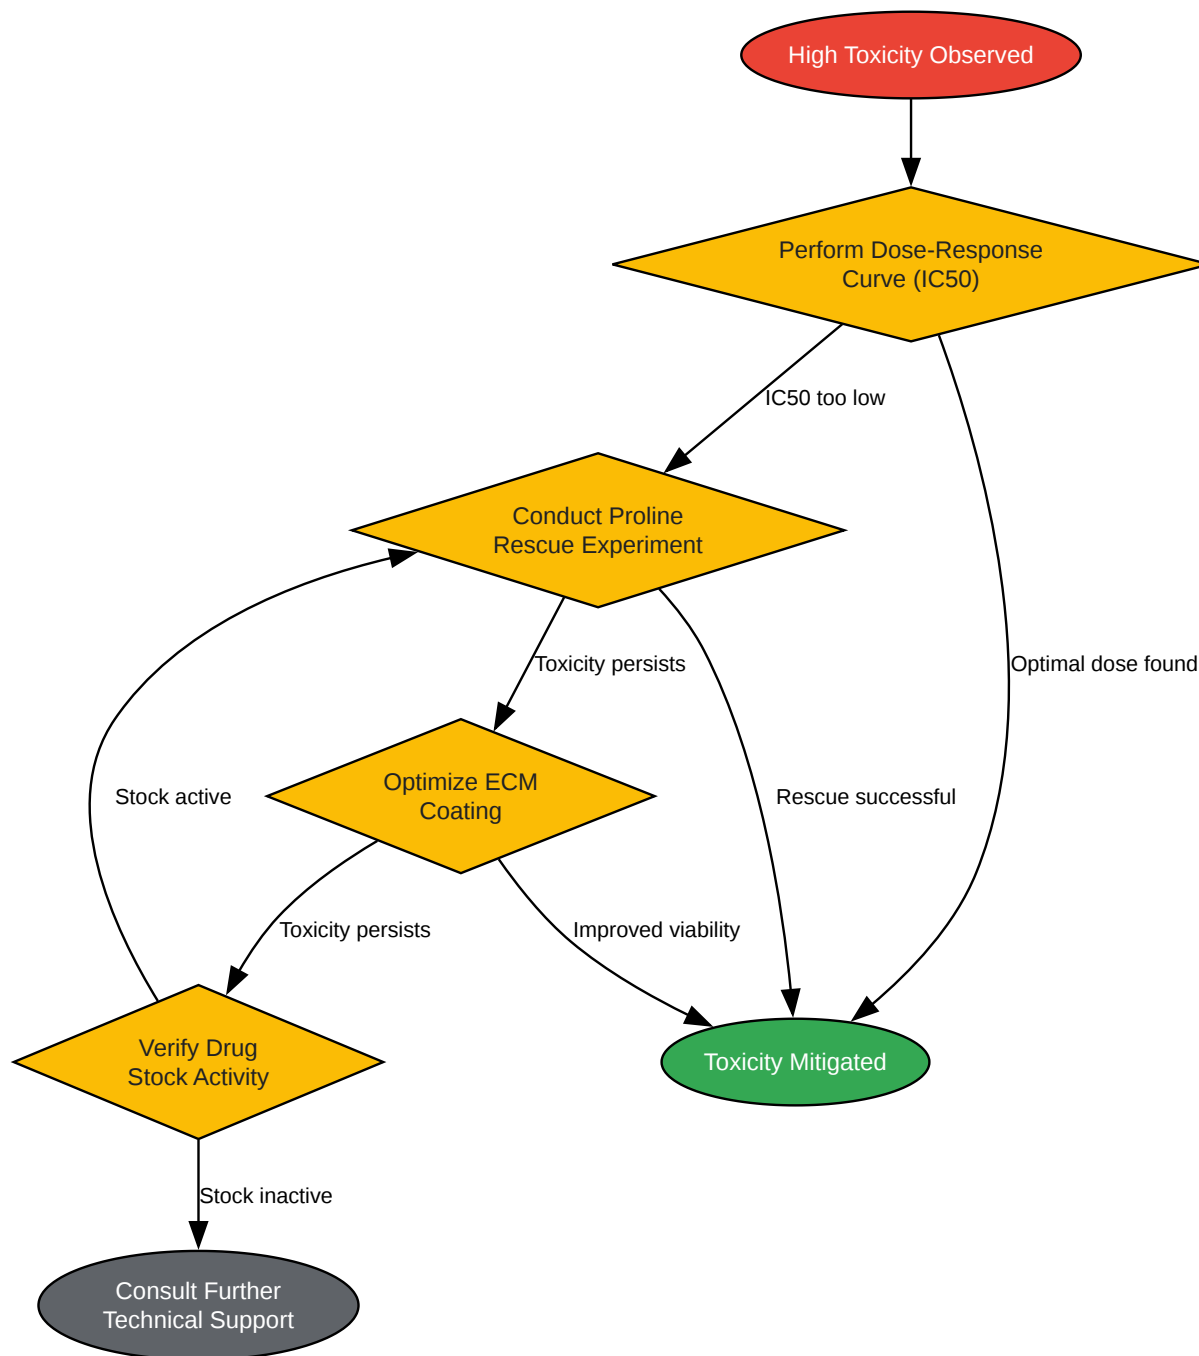 High Toxicity Observed
Perform Dose-Response
Curve (IC50)
IC50 too low
Conduct Proline
Rescue Experiment
Toxicity persists
Optimal dose found
Optimize ECM
Coating
Stock active
Rescue successful
Toxicity persists
Improved viability
Verify Drug
Stock Activity
Toxicity Mitigated
Stock inactive
Consult Further
Technical Support